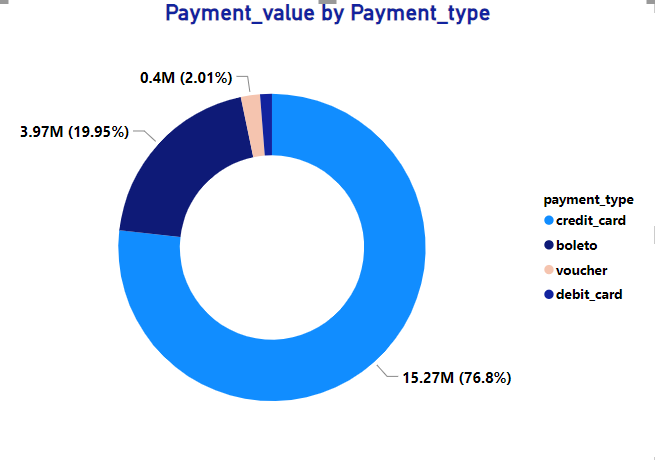 Payment_value by Payment_type
0.4M (2.01%)
3.97M (19.95%)
payment_type
credit_card
boleto
voucher
debit_card
15.27M (76.8%)